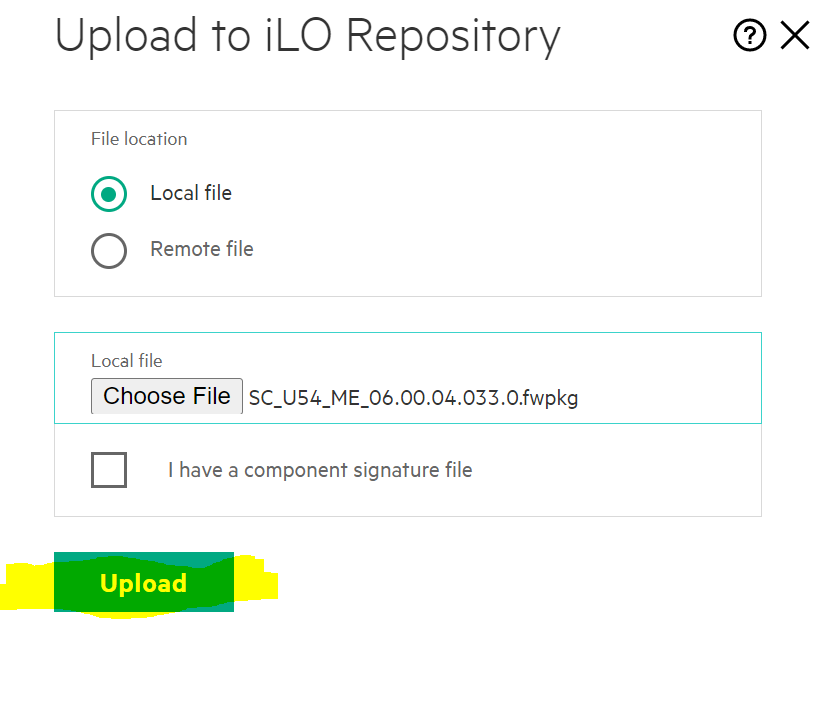 Upload to iLO Repository
File location
Local file
Remote file
Local file
Choose File SC_U54_ME_06.00.04.033.0.fwpkg
I have a component signature file
Upload